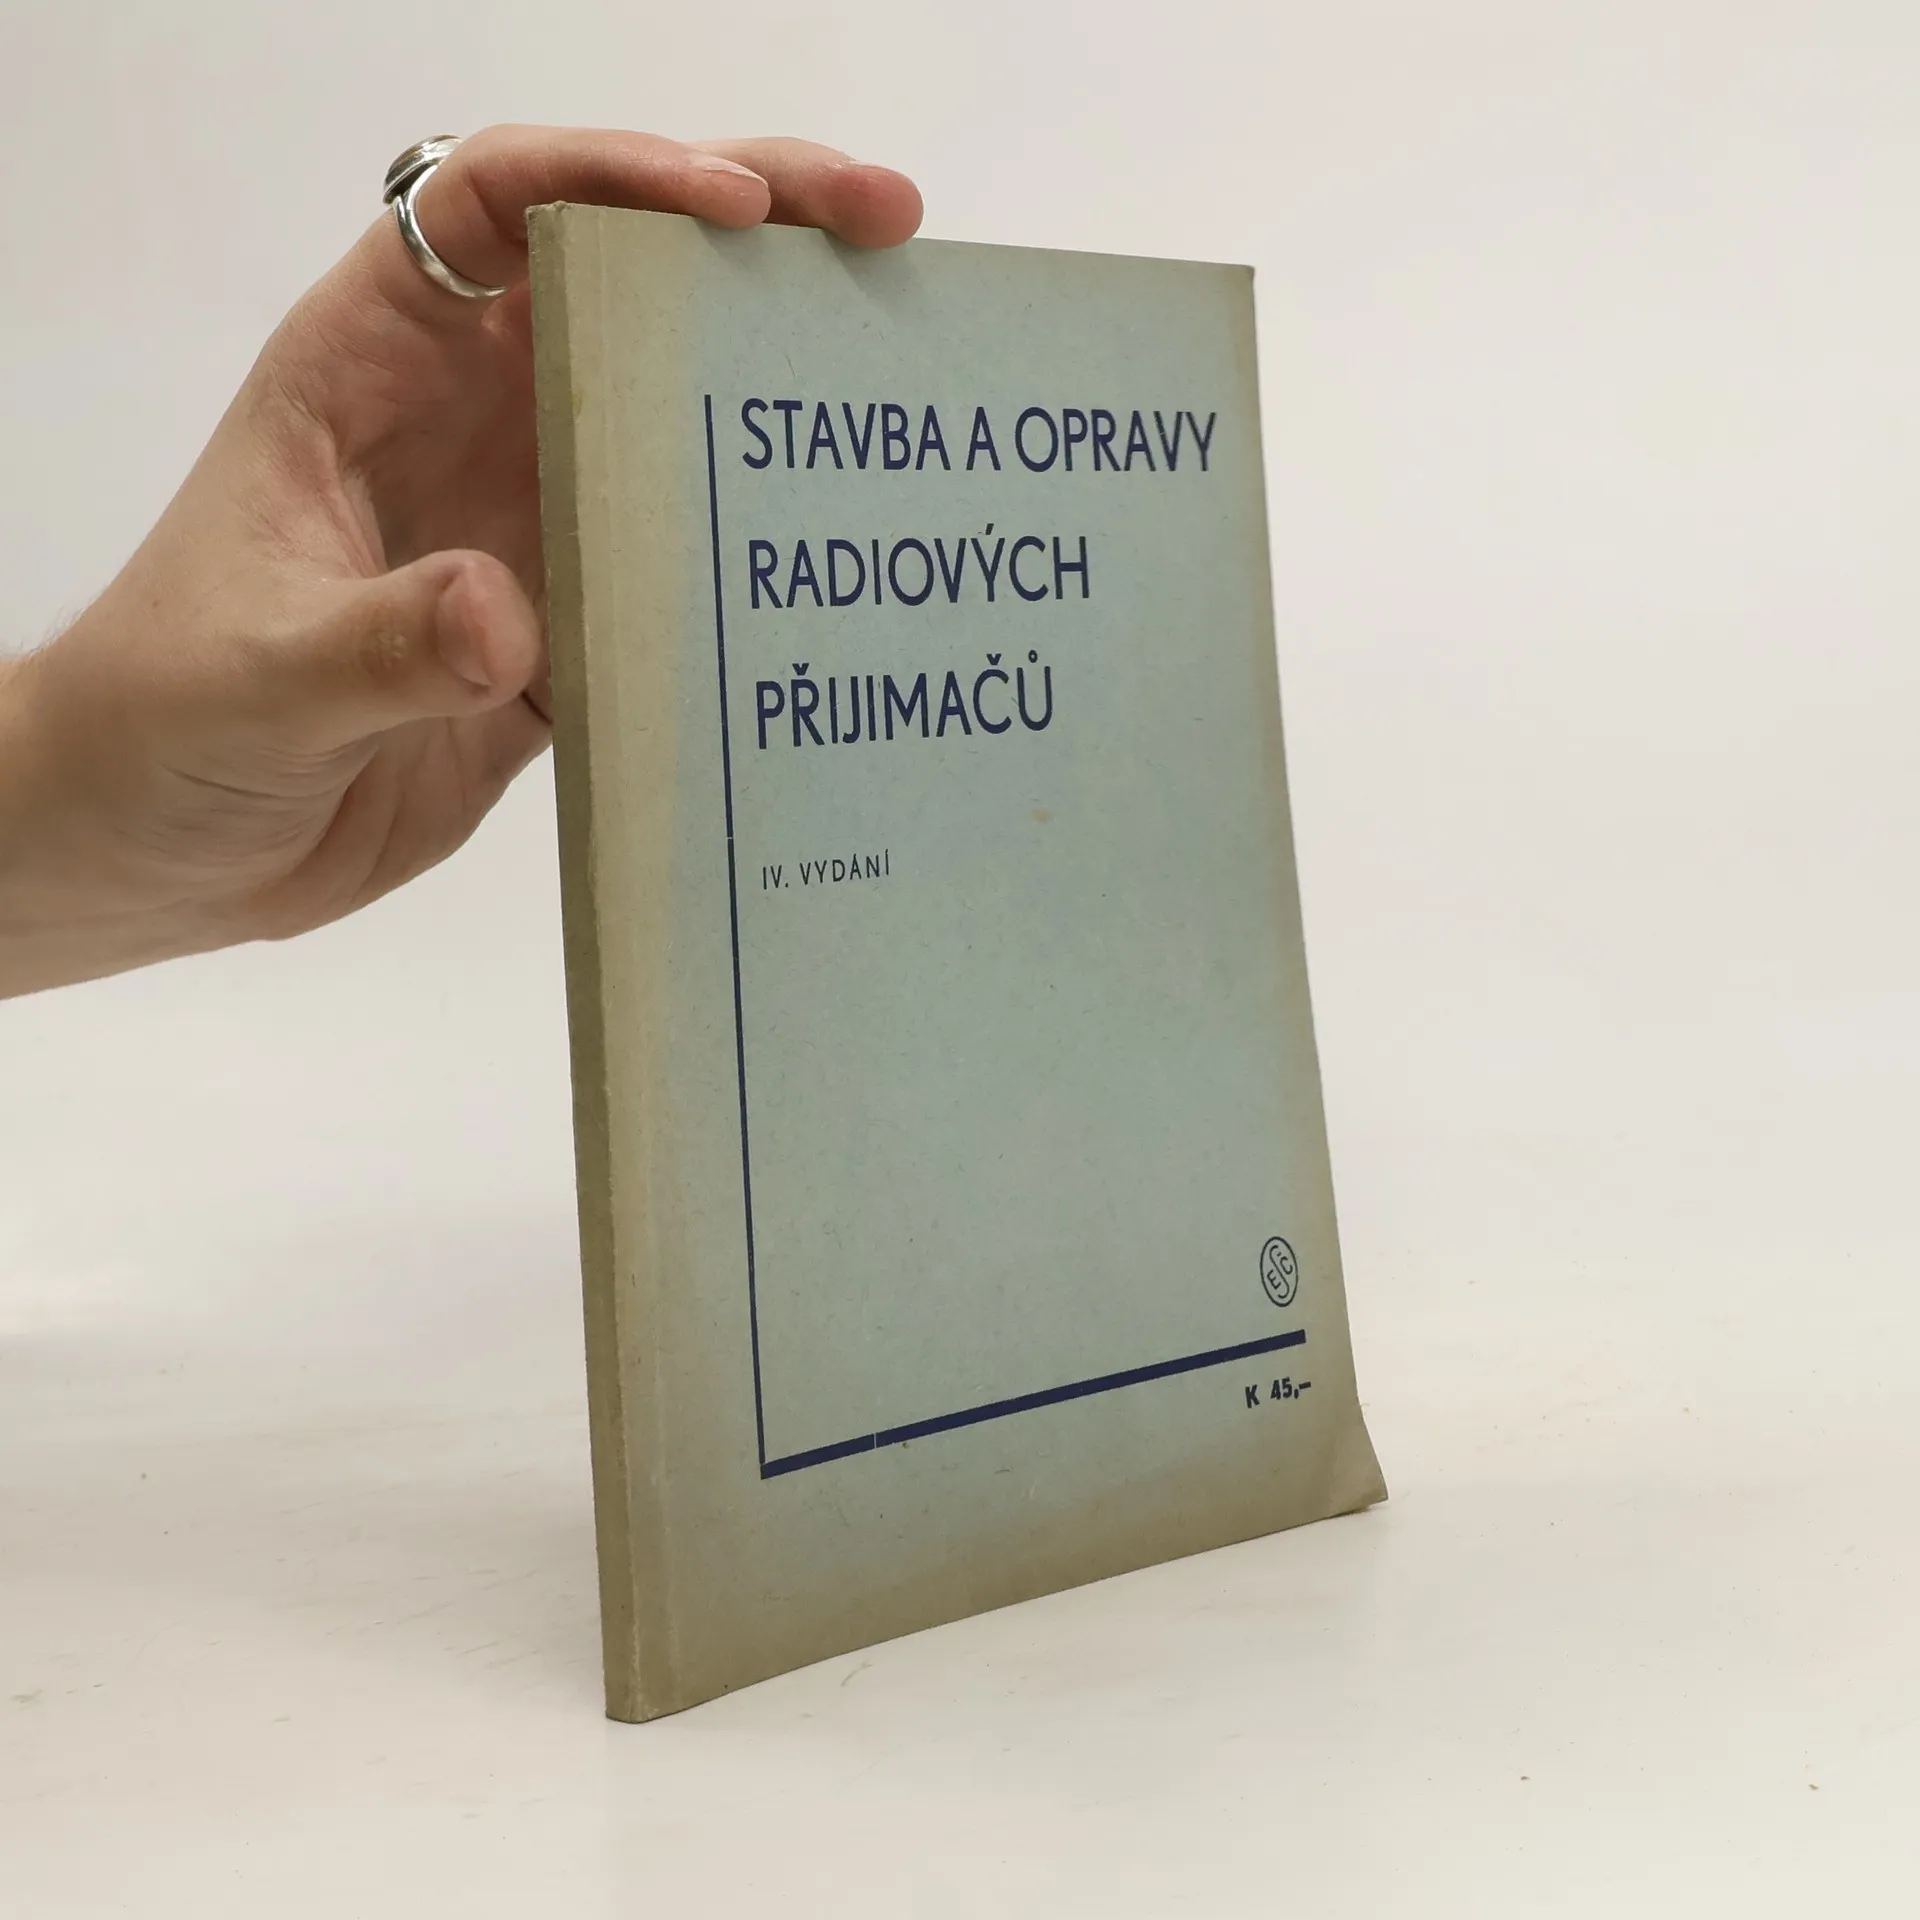 STAVBA A OPRAVY
RADIOVÝCH
PŘIJIMAČŮ
IV. VYDÁNÍ
K 45,–